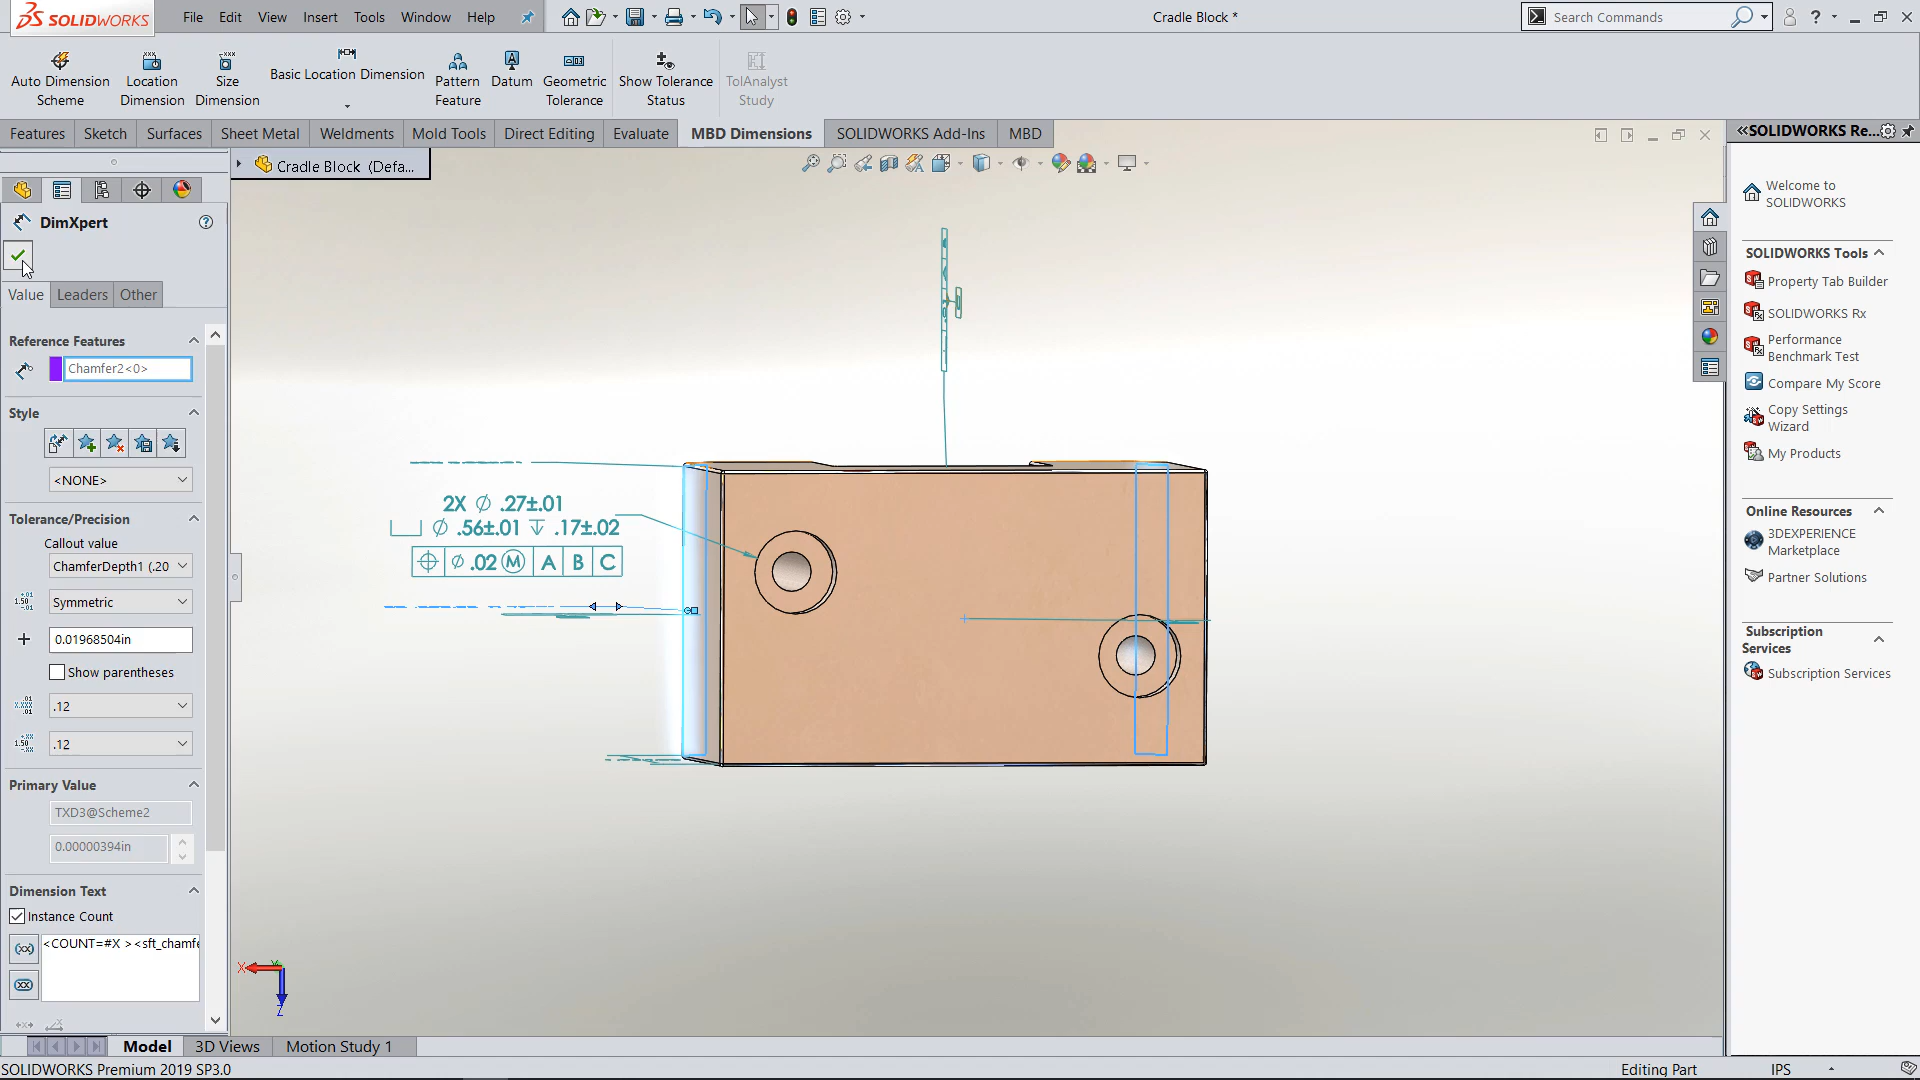 SOLIDWORKS
File Edit View Insert Tools Window Help
Cradle Block *
Search Commands
Auto Dimension Scheme
Location Dimension
Size Dimension
Basic Location Dimension
Pattern Feature
Datum
Geometric Tolerance
Show Tolerance Status
TolAnalyst Study
Features Sketch Surfaces Sheet Metal Weldments Mold Tools Direct Editing Evaluate MBD Dimensions SOLIDWORKS Add-Ins MBD
Cradle Block (Defa...
DimXpert
Value Leaders Other
Reference Features
Chamfer2<0>
Style
<NONE>
Tolerance/Precision
Callout value
ChamferDepth1 (.20
Symmetric
0.01968504in
Show parentheses
.12
.12
Primary Value
TXD3@Scheme2
0.00000394in
Dimension Text
Instance Count
<COUNT=#X ><sft_chamfe
2X ⌀ .27±.01
⌴ ⌀ .56±.01 ↧ .17±.02
⌖ ⌀ .02 Ⓜ A B C
X
Y
Z
SOLIDWORKS Re...
Welcome to
SOLIDWORKS
SOLIDWORKS Tools
Property Tab Builder
SOLIDWORKS Rx
Performance
Benchmark Test
Compare My Score
Copy Settings
Wizard
My Products
Online Resources
3DEXPERIENCE
Marketplace
Partner Solutions
Subscription
Services
Subscription Services
Model 3D Views Motion Study 1
SOLIDWORKS Premium 2019 SP3.0
Editing Part
IPS